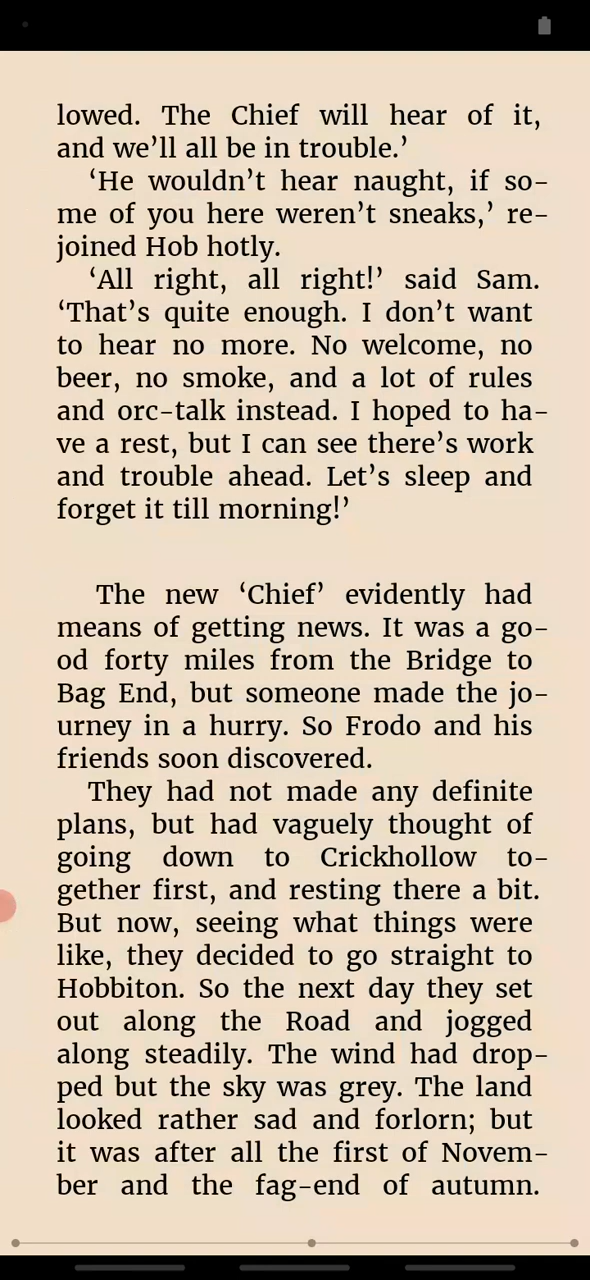 lowed. The Chief will hear of it,
and we’ll all be in trouble.’
‘He wouldn’t hear naught, if so-
me of you here weren’t sneaks,’ re-
joined Hob hotly.
‘All right, all right!’ said Sam.
‘That’s quite enough. I don’t want
to hear no more. No welcome, no
beer, no smoke, and a lot of rules
and orc-talk instead. I hoped to ha-
ve a rest, but I can see there’s work
and trouble ahead. Let’s sleep and
forget it till morning!’
The new ‘Chief’ evidently had
means of getting news. It was a go-
od forty miles from the Bridge to
Bag End, but someone made the jo-
urney in a hurry. So Frodo and his
friends soon discovered.
They had not made any definite
plans, but had vaguely thought of
going down to Crickhollow to-
gether first, and resting there a bit.
But now, seeing what things were
like, they decided to go straight to
Hobbiton. So the next day they set
out along the Road and jogged
along steadily. The wind had drop-
ped but the sky was grey. The land
looked rather sad and forlorn; but
it was after all the first of Novem-
ber and the fag-end of autumn.